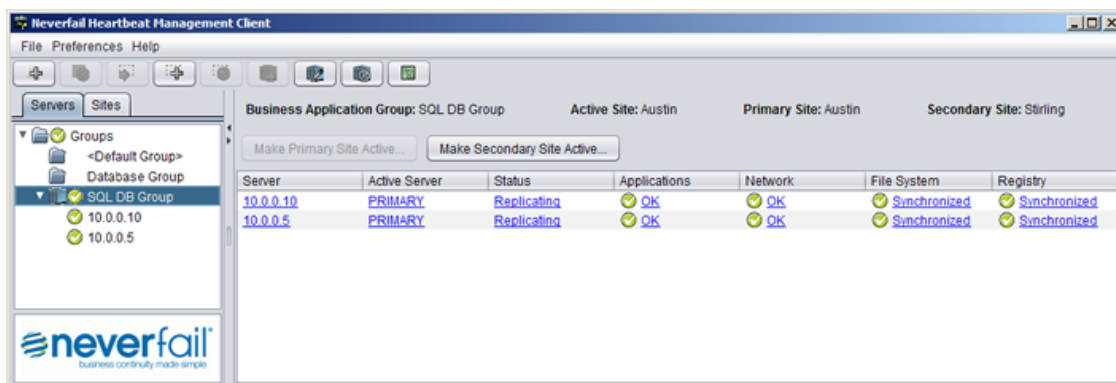 Neverfail Heartbeat Management Client
File Preferences Help
Servers Sites
Groups
<Default Group>
Database Group
SQL DB Group
10.0.0.10
10.0.0.5
neverfail
business continuity made simple
Business Application Group: SQL DB Group Active Site: Austin Primary Site: Austin Secondary Site: Stirling
Make Primary Site Active... Make Secondary Site Active...
Server Active Server Status Applications Network File System Registry
10.0.0.10 PRIMARY Replicating OK OK Synchronized Synchronized
10.0.0.5 PRIMARY Replicating OK OK Synchronized Synchronized